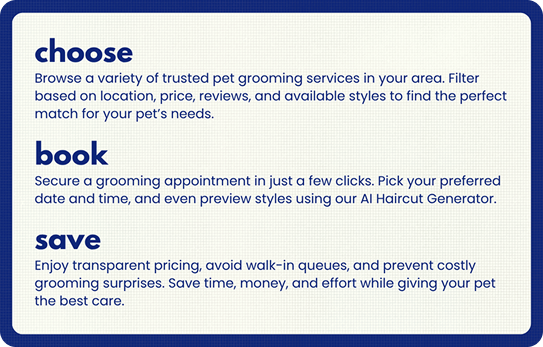 choose
Browse a variety of trusted pet grooming services in your area. Filter
based on location, price, reviews, and available styles to find the perfect
match for your pet’s needs.
book
Secure a grooming appointment in just a few clicks. Pick your preferred
date and time, and even preview styles using our AI Haircut Generator.
save
Enjoy transparent pricing, avoid walk-in queues, and prevent costly
grooming surprises. Save time, money, and effort while giving your pet
the best care.